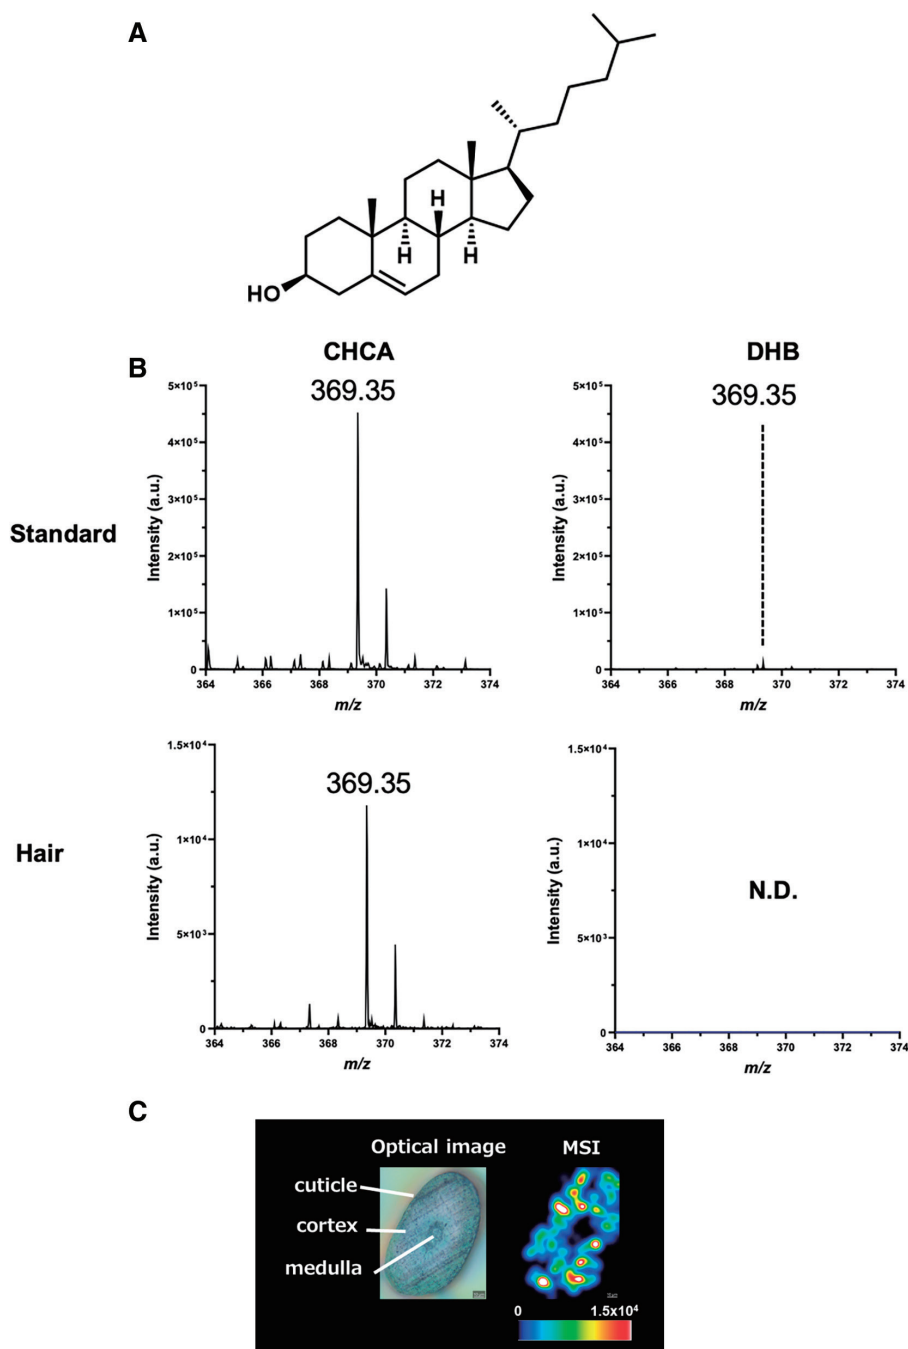 A
H
H
H
HO
B
CHCA
DHB
Standard
369.35
5×10⁵
4×10⁵
3×10⁵
2×10⁵
1×10⁵
0
Intensity (a.u.)
364 366 368 370 372 374
m/z
369.35
5×10⁵
4×10⁵
3×10⁵
2×10⁵
1×10⁵
0
Intensity (a.u.)
364 366 368 370 372 374
m/z
Hair
369.35
1.5×10⁴
1×10⁴
5×10³
0
Intensity (a.u.)
364 366 368 370 372 374
m/z
N.D.
1.5×10⁴
1×10⁴
5×10³
0
Intensity (a.u.)
364 366 368 370 372 374
m/z
C
Optical image MSI
cuticle
cortex
medulla
0 1.5x10⁴